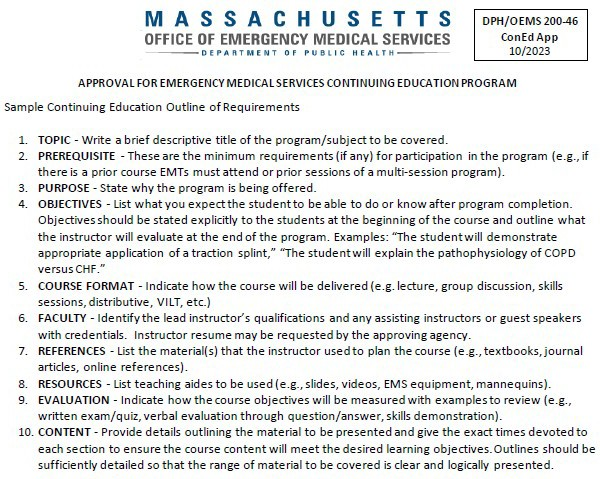 MASSACHUSETTS
OFFICE OF EMERGENCY MEDICAL SERVICES
DEPARTMENT OF PUBLIC HEALTH
DPH/OEMS 200-46
ConEd App
10/2023
APPROVAL FOR EMERGENCY MEDICAL SERVICES CONTINUING EDUCATION PROGRAM
Sample Continuing Education Outline of Requirements
1. TOPIC - Write a brief descriptive title of the program/subject to be covered.
2. PREREQUISITE - These are the minimum requirements (if any) for participation in the program (e.g., if
there is a prior course EMTs must attend or prior sessions of a multi-session program).
3. PURPOSE - State why the program is being offered.
4. OBJECTIVES - List what you expect the student to be able to do or know after program completion.
Objectives should be stated explicitly to the students at the beginning of the course and outline what
the instructor will evaluate at the end of the program. Examples: “The student will demonstrate
appropriate application of a traction splint,” “The student will explain the pathophysiology of COPD
versus CHF.”
5. COURSE FORMAT - Indicate how the course will be delivered (e.g. lecture, group discussion, skills
sessions, distributive, VILT, etc.)
6. FACULTY - Identify the lead instructor’s qualifications and any assisting instructors or guest speakers
with credentials. Instructor resume may be requested by the approving agency.
7. REFERENCES - List the material(s) that the instructor used to plan the course (e.g., textbooks, journal
articles, online references).
8. RESOURCES - List teaching aides to be used (e.g., slides, videos, EMS equipment, mannequins).
9. EVALUATION - Indicate how the course objectives will be measured with examples to review (e.g.,
written exam/quiz, verbal evaluation through question/answer, skills demonstration).
10. CONTENT - Provide details outlining the material to be presented and give the exact times devoted to
each section to ensure the course content will meet the desired learning objectives. Outlines should be
sufficiently detailed so that the range of material to be covered is clear and logically presented.